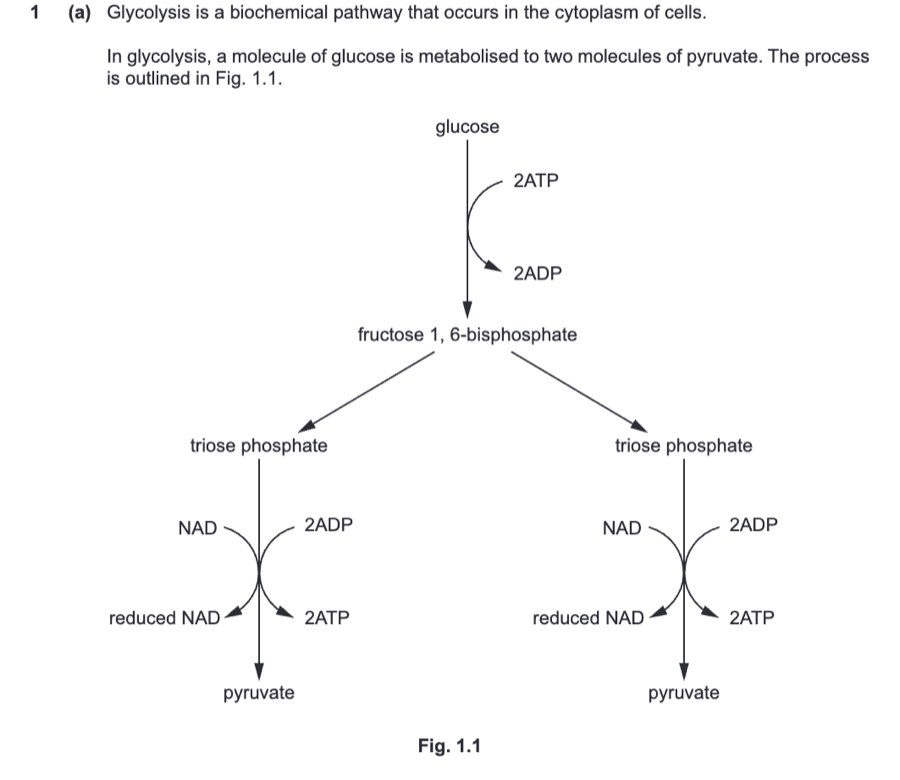 1 (a) Glycolysis is a biochemical pathway that occurs in the cytoplasm of cells.
In glycolysis, a molecule of glucose is metabolised to two molecules of pyruvate. The process
is outlined in Fig. 1.1.
glucose
2ATP
2ADP
fructose 1, 6-bisphosphate
triose phosphate triose phosphate
NAD 2ADP NAD 2ADP
reduced NAD 2ATP reduced NAD 2ATP
pyruvate pyruvate
Fig. 1.1